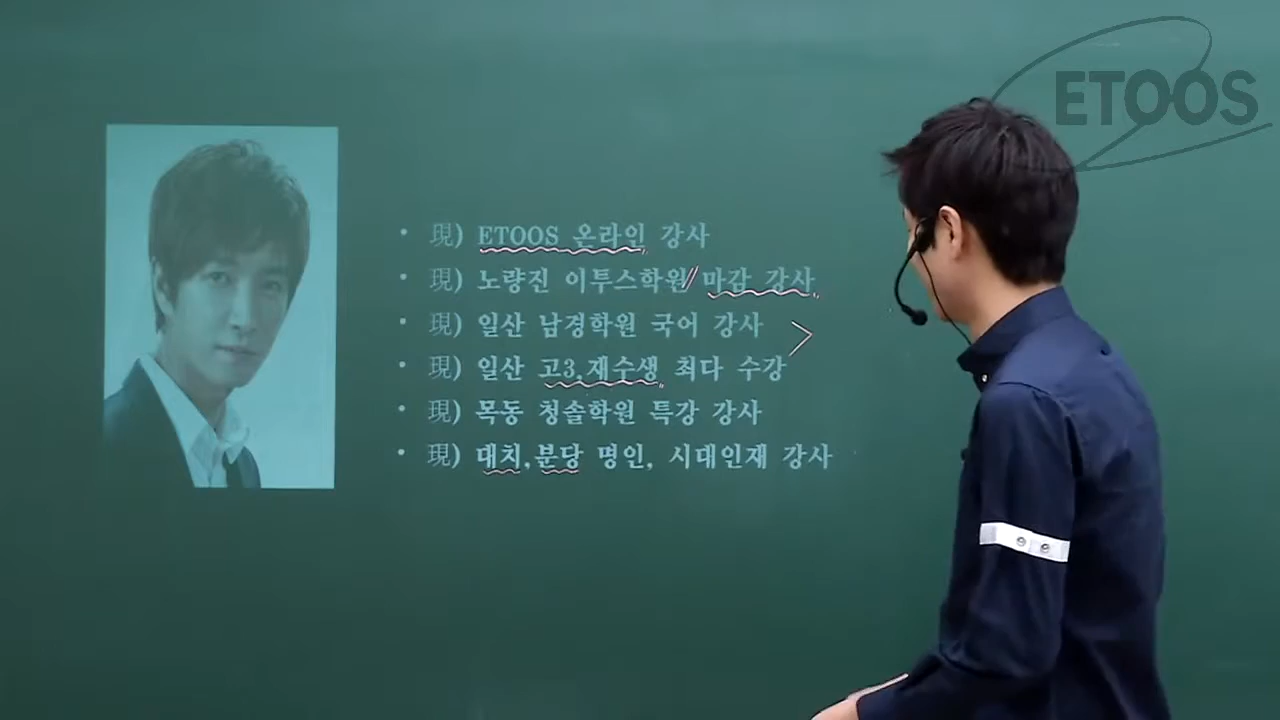 ETOOS
• 現) ETOOS 온라인 강사
• 現) 노량진 이투스학원/마감 강사
• 現) 일산 남경학원 국어 강사
• 現) 일산 고3,재수생 최다 수강
• 現) 목동 청솔학원 특강 강사
• 現) 대치,분당 명인, 시대인재 강사